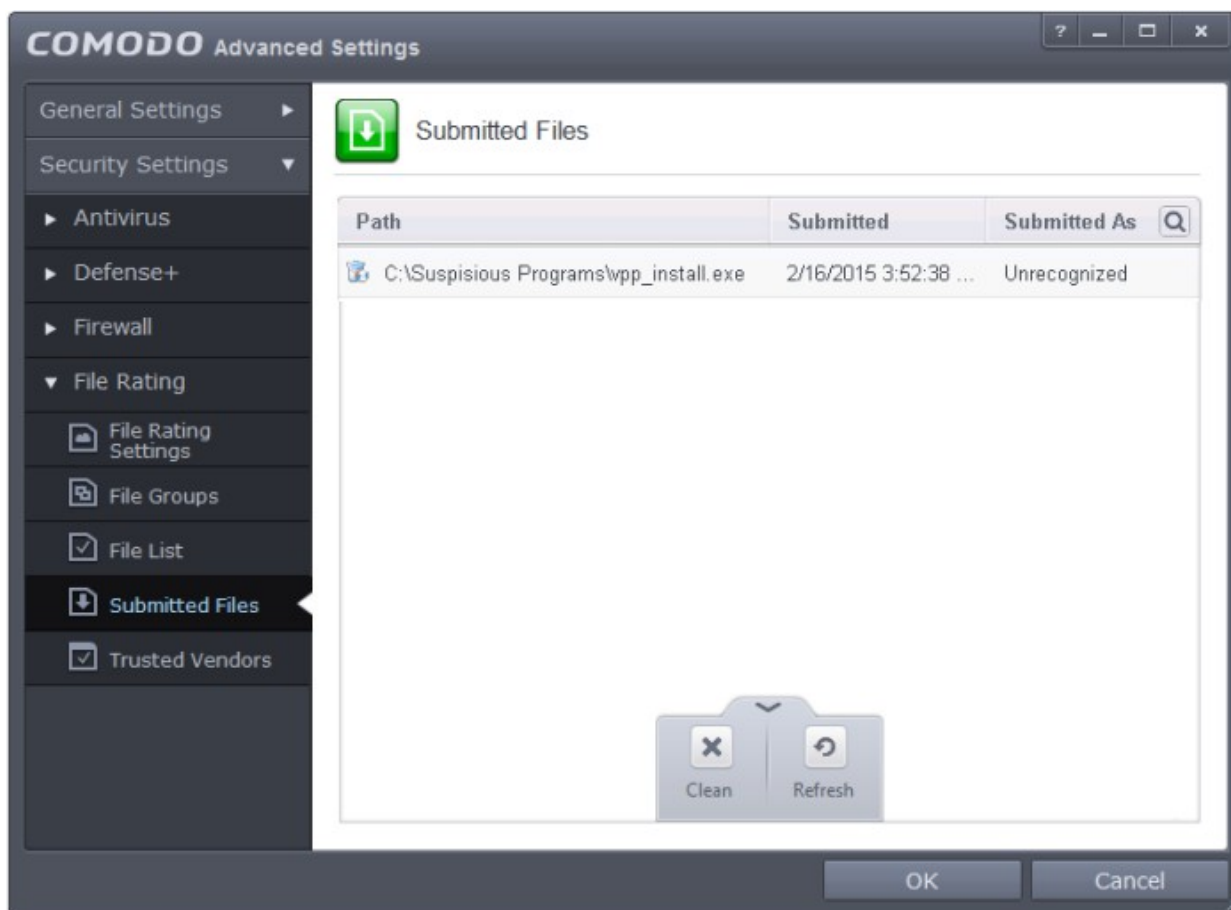 COMODO Advanced Settings
?
General Settings
Security Settings
Antivirus
Defense+
Firewall
File Rating
File Rating
Settings
File Groups
File List
Submitted Files
Trusted Vendors
Submitted Files
Path Submitted Submitted As
C:\Suspisious Programs\vpp_install.exe 2/16/2015 3:52:38 ... Unrecognized
Clean Refresh
OK Cancel